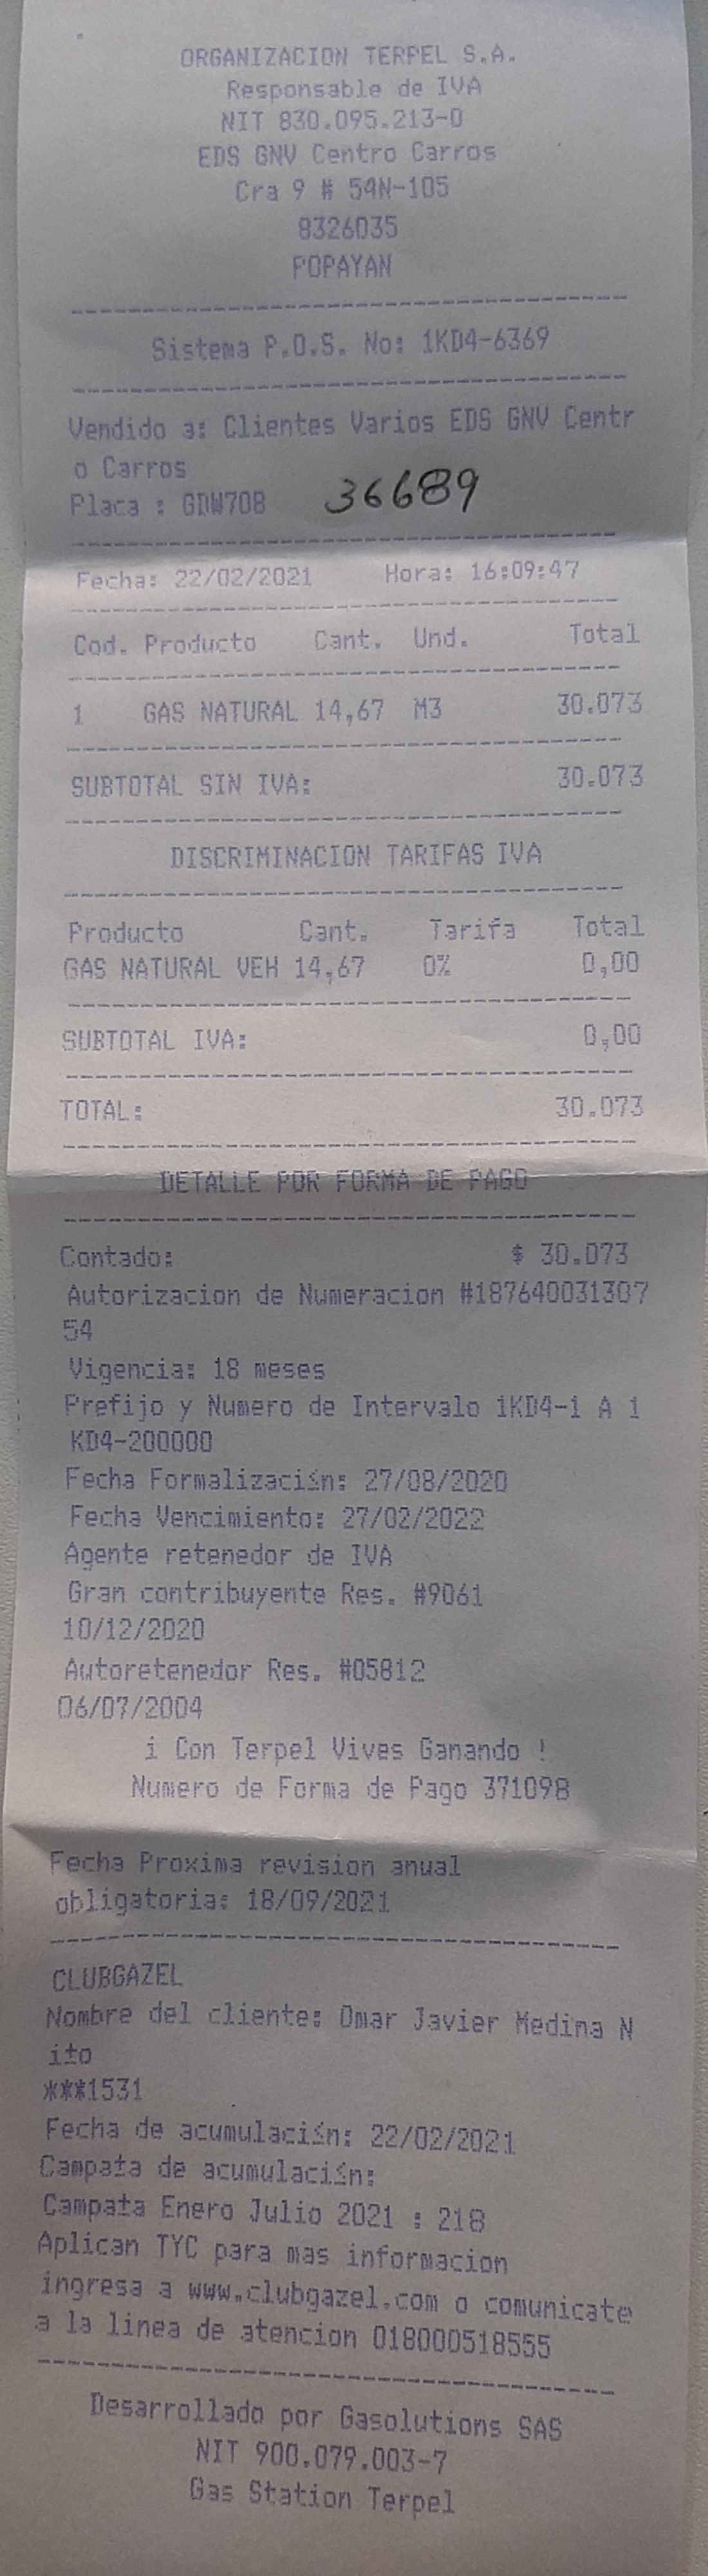 ORGANIZACION TERPEL S.A.
Responsable de IVA
NIT 830.095.213-0
EDS GNV Centro Carros
Cra 9 # 54N-105
8326035
POPAYAN
Sistema P.O.S. No: 1KD4-6369
Vendido a: Clientes Varios EDS GNV Centr
o Carros
Placa : GDW708 36689
Fecha: 22/02/2021 Hora: 16:09:47
Cod. Producto Cant. Und. Total
1 GAS NATURAL 14,67 M3 30.073
SUBTOTAL SIN IVA: 30.073
DISCRIMINACION TARIFAS IVA
Producto Cant. Tarifa Total
GAS NATURAL VEH 14,67 0% 0,00
SUBTOTAL IVA: 0,00
TOTAL: 30.073
DETALLE POR FORMA DE PAGO
Contado: $ 30.073
Autorizacion de Numeracion #187640031307
54
Vigencia: 18 meses
Prefijo y Numero de Intervalo 1KD4-1 A 1
KD4-200000
Fecha Formalizaci≤n: 27/08/2020
Fecha Vencimiento: 27/02/2022
Agente retenedor de IVA
Gran contribuyente Res. #9061
10/12/2020
Autoretenedor Res. #05812
06/07/2004
¡ Con Terpel Vives Ganando !
Numero de Forma de Pago 371098
Fecha Proxima revision anual
obligatoria: 18/09/2021
CLUBGAZEL
Nombre del cliente: Omar Javier Medina N
i±o
***1531
Fecha de acumulaci≤n: 22/02/2021
Campa±a de acumulaci≤n:
Campa±a Enero Julio 2021 : 218
Aplican TYC para mas informacion
ingresa a www.clubgazel.com o comunicate
a la linea de atencion 018000518555
Desarrollado por Gasolutions SAS
NIT 900.079.003-7
Gas Station Terpel